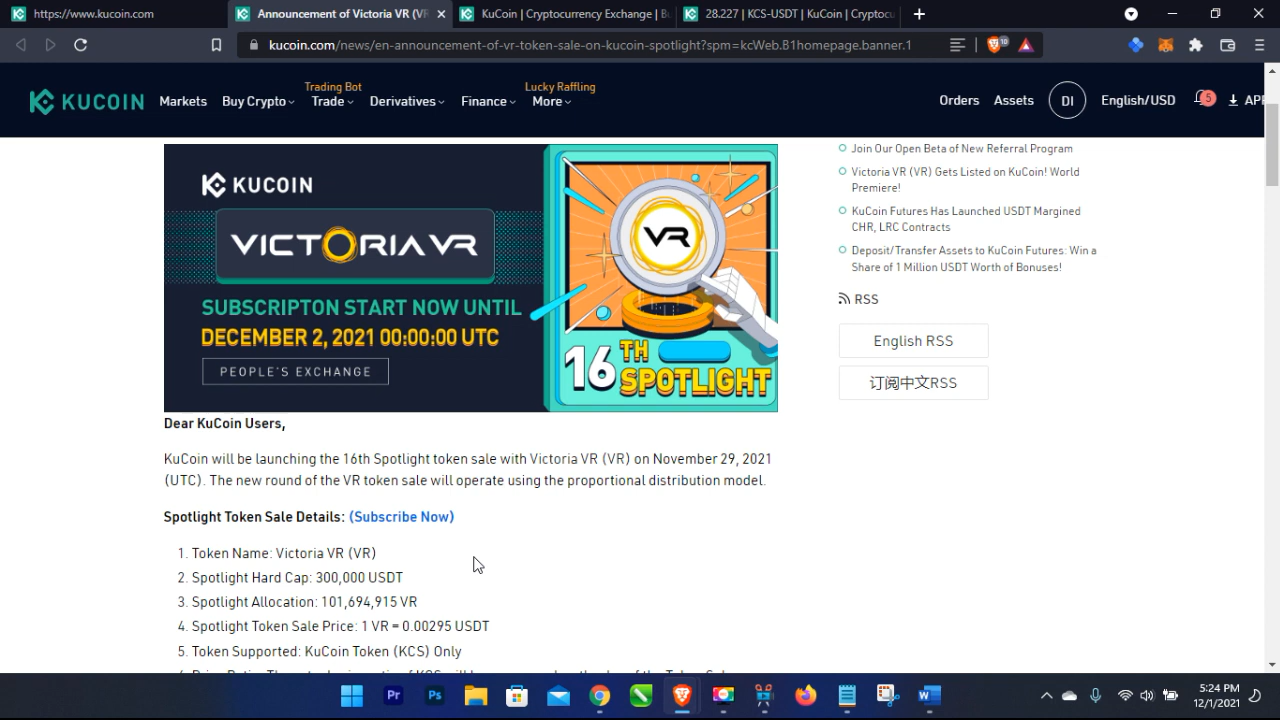 https://www.kucoin.com
Announcement of Victoria VR (VR
KuCoin | Cryptocurrency Exchange | Bu
28.227 | KCS-USDT | KuCoin | Cryptocu
kucoin.com/news/en-announcement-of-vr-token-sale-on-kucoin-spotlight?spm=kcWeb.B1homepage.banner.1
10
KUCOIN
Markets
Buy Crypto
Trading Bot
Trade
Derivatives
Finance
Lucky Raffling
More
Orders
Assets
DI
English/USD
5
APP
KUCOIN
VICTORIA VR
SUBSCRIPTON START NOW UNTIL
DECEMBER 2, 2021 00:00:00 UTC
PEOPLE'S EXCHANGE
VR
16TH
SPOTLIGHT
Join Our Open Beta of New Referral Program
Victoria VR (VR) Gets Listed on KuCoin! World
Premiere!
KuCoin Futures Has Launched USDT Margined
CHR, LRC Contracts
Deposit/Transfer Assets to KuCoin Futures: Win a
Share of 1 Million USDT Worth of Bonuses!
RSS
English RSS
订阅中文RSS
Dear KuCoin Users,
KuCoin will be launching the 16th Spotlight token sale with Victoria VR (VR) on November 29, 2021
(UTC). The new round of the VR token sale will operate using the proportional distribution model.
Spotlight Token Sale Details: (Subscribe Now)
1. Token Name: Victoria VR (VR)
2. Spotlight Hard Cap: 300,000 USDT
3. Spotlight Allocation: 101,694,915 VR
4. Spotlight Token Sale Price: 1 VR = 0.00295 USDT
5. Token Supported: KuCoin Token (KCS) Only
Pr
Ps
5:24 PM
12/1/2021